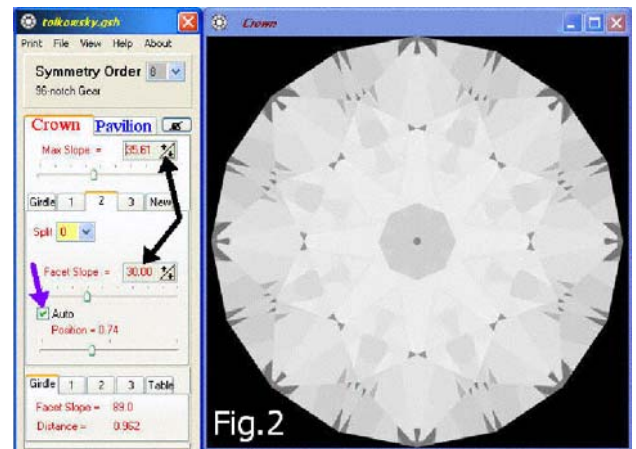 tolkowsky.gsh
Print File View Help About
Symmetry Order 8
96-notch Gear
Crown Pavilion
Max Slope = 35.61
Girdle 1 2 3 New
Split 0
Facet Slope = 30.00
Auto
Position = 0.74
Girdle 1 2 3 Table
Facet Slope = 89.0
Distance = 0.962
Crown
Fig.2